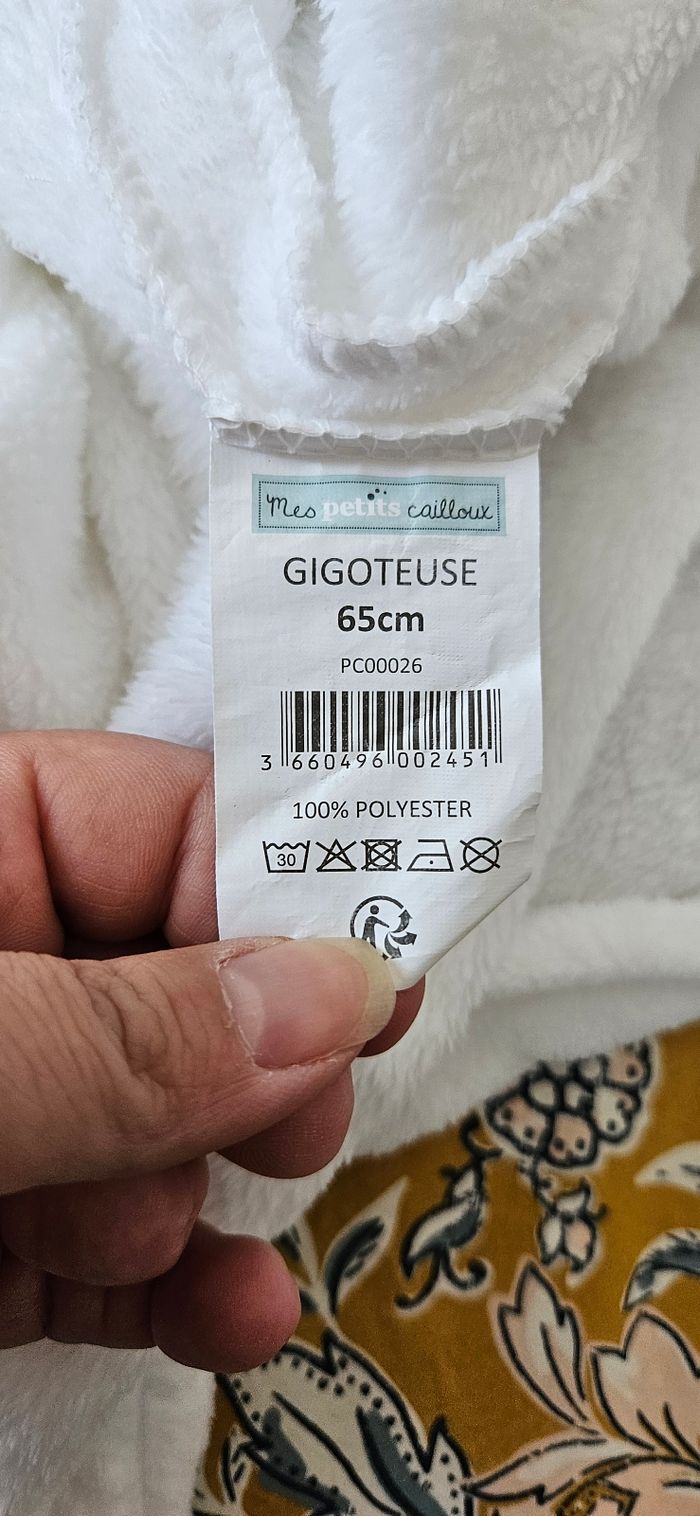 Mes petits cailloux
GIGOTEUSE
65cm
PC00026
3 660496 002451
100% POLYESTER
30